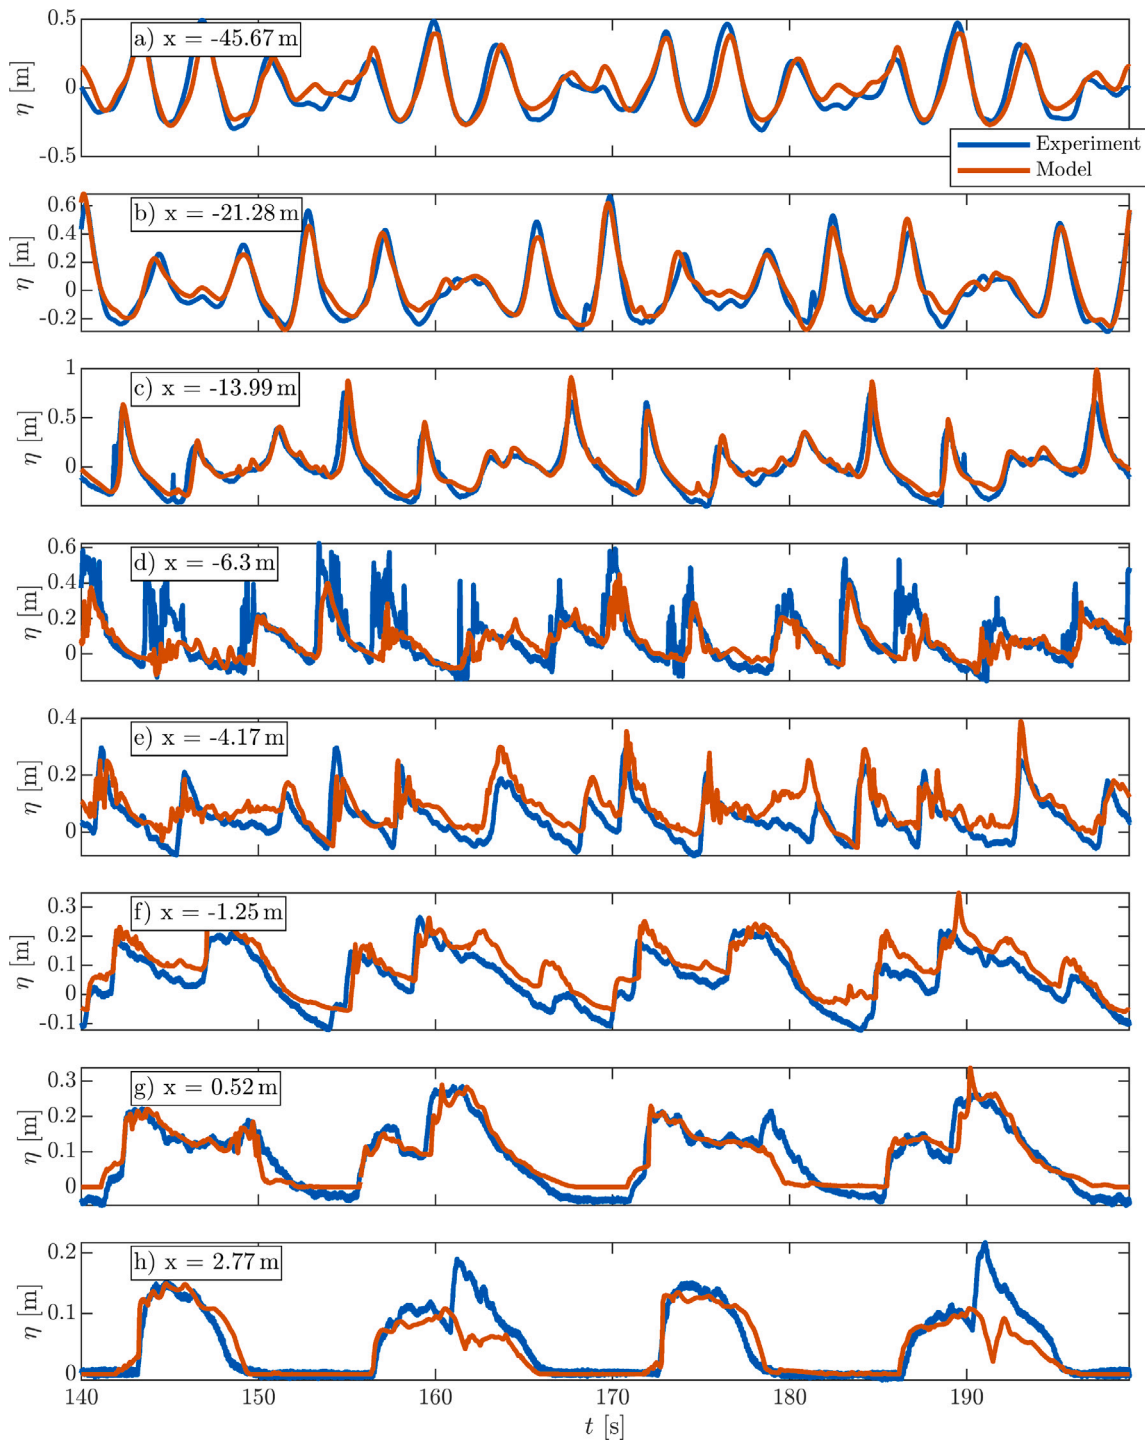 0.5
a) x = -45.67 m
η [m]
0
-0.5
Experiment
Model
0.6
b) x = -21.28 m
0.4
η [m]
0.2
0
-0.2
1
c) x = -13.99 m
η [m]
0.5
0
0.6
d) x = -6.3 m
0.4
η [m]
0.2
0
0.4
e) x = -4.17 m
η [m]
0.2
0
0.3
f) x = -1.25 m
0.2
η [m]
0.1
0
-0.1
0.3
g) x = 0.52 m
0.2
η [m]
0.1
0
0.2
h) x = 2.77 m
η [m]
0.1
0
140 150 160 170 180 190
t [s]